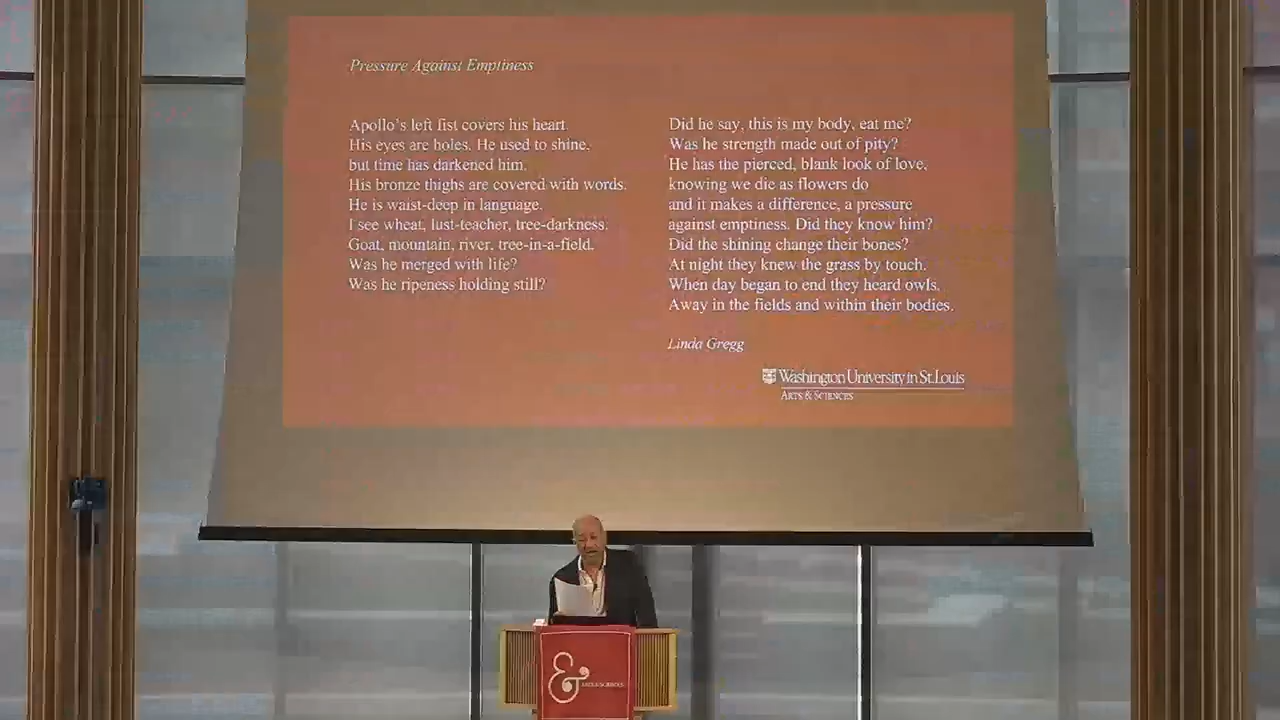 Pressure Against Emptiness
Apollo's left fist covers his heart.
His eyes are holes. He used to shine,
but time has darkened him.
His bronze thighs are covered with words.
He is waist-deep in language.
I see wheat, lust-teacher, tree-darkness.
Goat, mountain, river, tree-in-a-field.
Was he merged with life?
Was he ripeness holding still?
Did he say, this is my body, eat me?
Was he strength made out of pity?
He has the pierced, blank look of love,
knowing we die as flowers do
and it makes a difference, a pressure
against emptiness. Did they know him?
Did the shining change their bones?
At night they knew the grass by touch.
When day began to end they heard owls.
Away in the fields and within their bodies.
Linda Gregg
Washington University in St. Louis
ARTS & SCIENCES
&